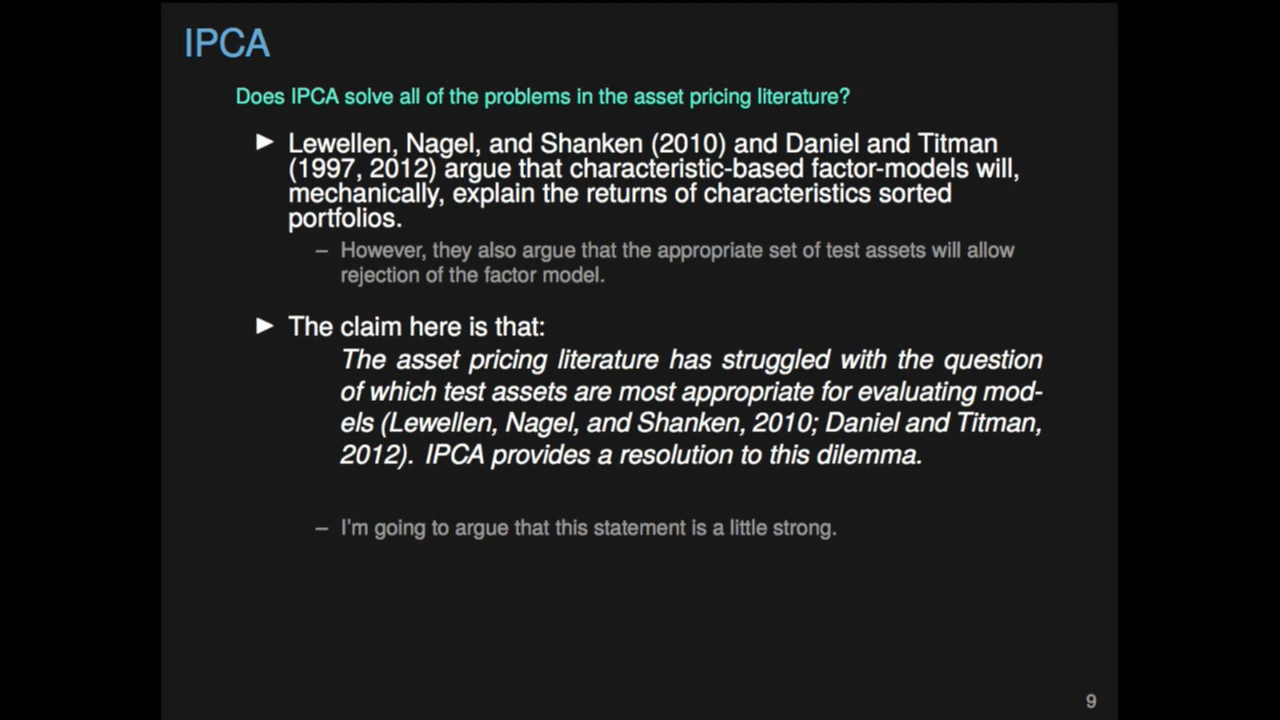 IPCA
Does IPCA solve all of the problems in the asset pricing literature?
► Lewellen, Nagel, and Shanken (2010) and Daniel and Titman
(1997, 2012) argue that characteristic-based factor-models will,
mechanically, explain the returns of characteristics sorted
portfolios.
– However, they also argue that the appropriate set of test assets will allow
rejection of the factor model.
► The claim here is that:
The asset pricing literature has struggled with the question
of which test assets are most appropriate for evaluating mod-
els (Lewellen, Nagel, and Shanken, 2010; Daniel and Titman,
2012). IPCA provides a resolution to this dilemma.
– I'm going to argue that this statement is a little strong.
9